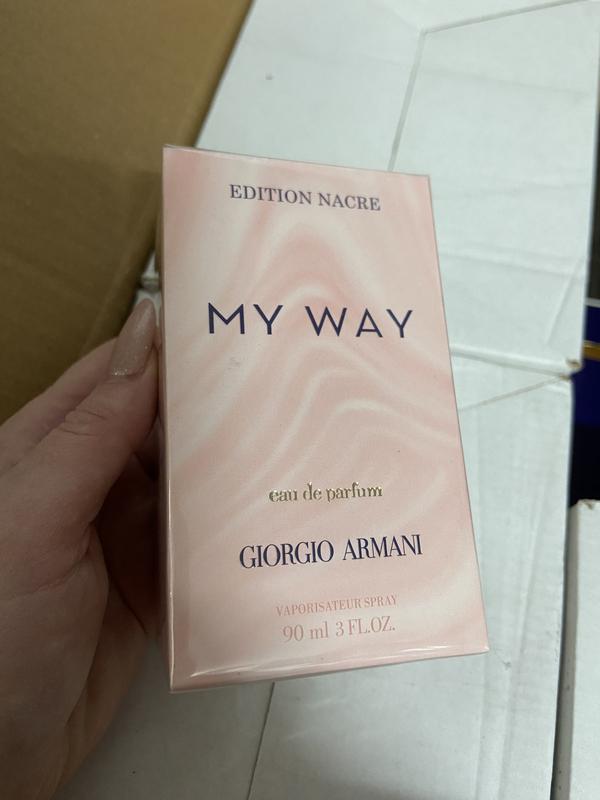 EDITION NACRE
MY WAY
eau de parfum
GIORGIO ARMANI
VAPORISATEUR SPRAY
90 ml 3 FL.OZ.